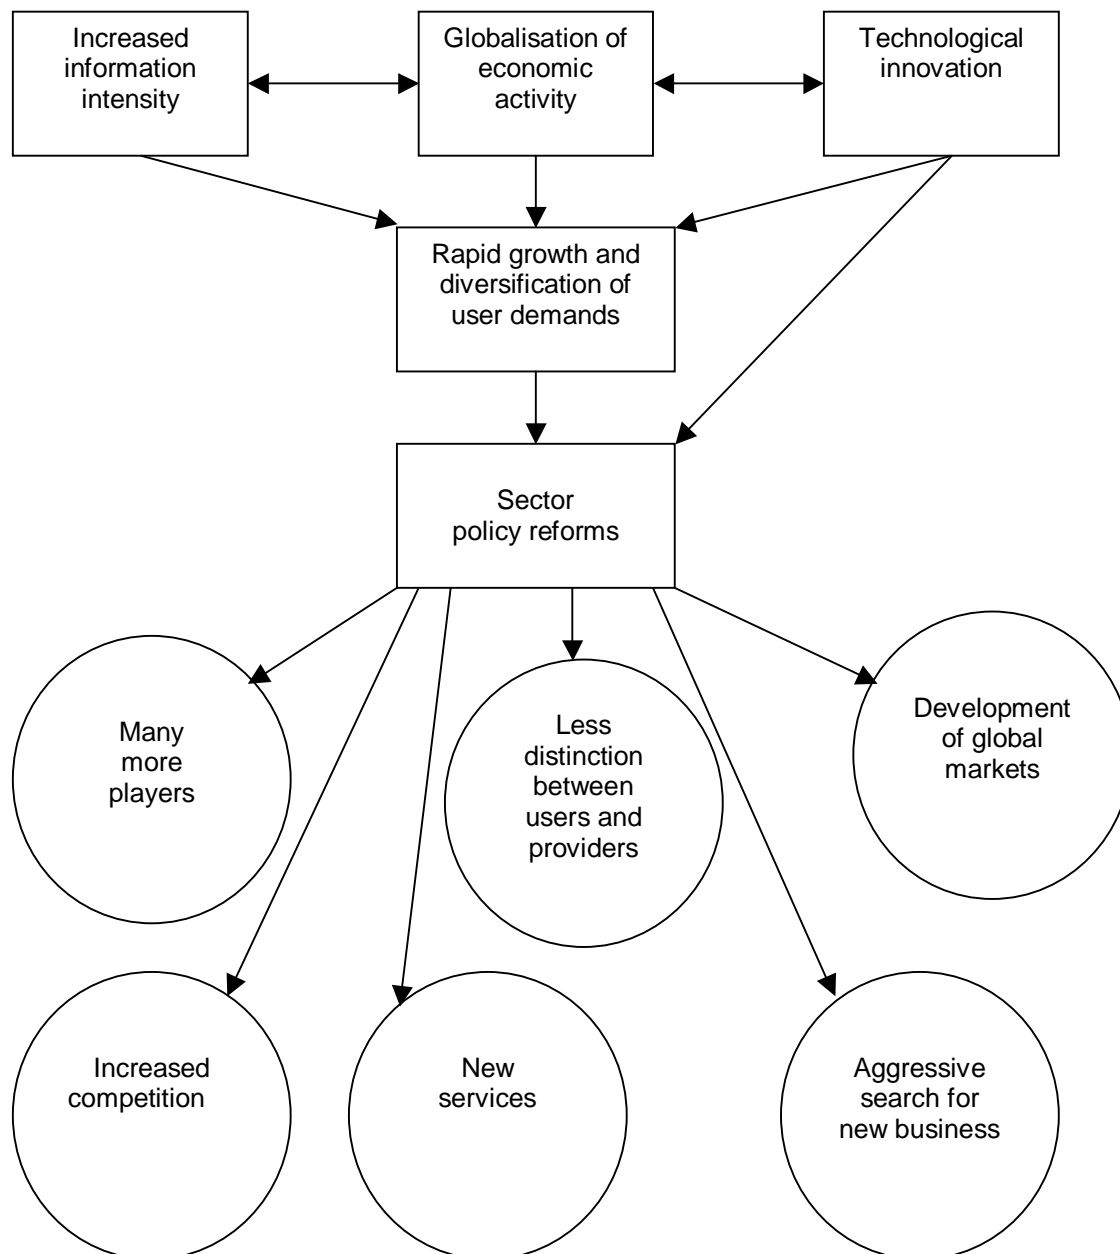 Increased
information
intensity
Globalisation of
economic
activity
Technological
innovation
Rapid growth and
diversification of
user demands
Sector
policy reforms
Many
more
players
Less
distinction
between
users and
providers
Development
of global
markets
Increased
competition
New
services
Aggressive
search for
new business